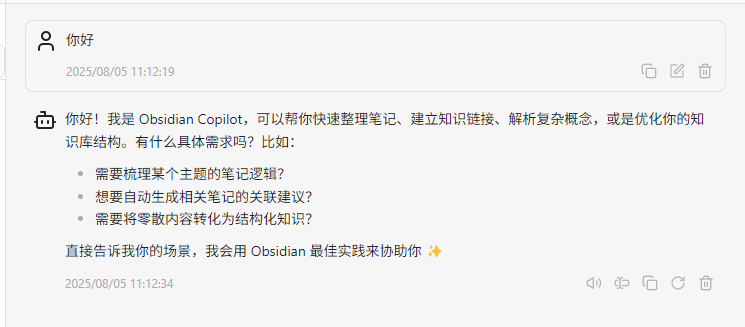 你好
2025/08/05 11:12:19
你好！我是 Obsidian Copilot，可以帮你快速整理笔记、建立知识链接、解析复杂概念，或是优化你的知
识库结构。有什么具体需求吗？比如：
需要梳理某个主题的笔记逻辑？
想要自动生成相关笔记的关联建议？
需要将零散内容转化为结构化知识？
直接告诉我你的场景，我会用 Obsidian 最佳实践来协助你 ✨
2025/08/05 11:12:34